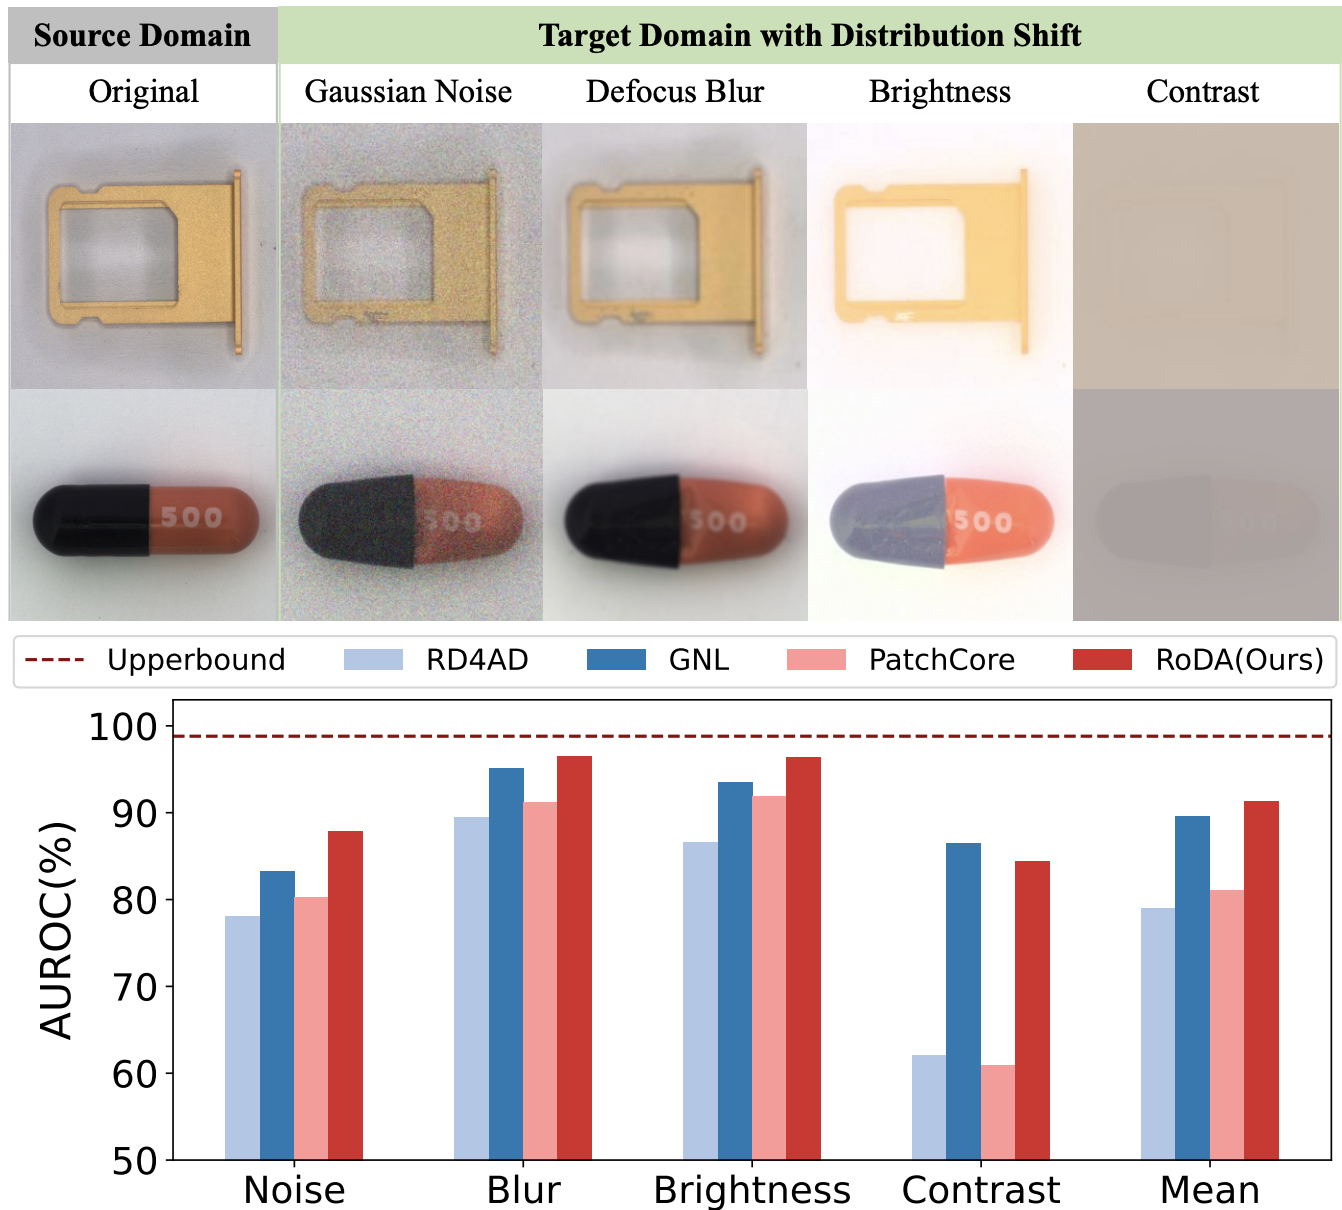 Source Domain
Target Domain with Distribution Shift
Original
Gaussian Noise
Defocus Blur
Brightness
Contrast
500
500
500
500
500
Upperbound
RD4AD
GNL
PatchCore
RoDA(Ours)
AUROC(%)
100
90
80
70
60
50
Noise
Blur
Brightness
Contrast
Mean